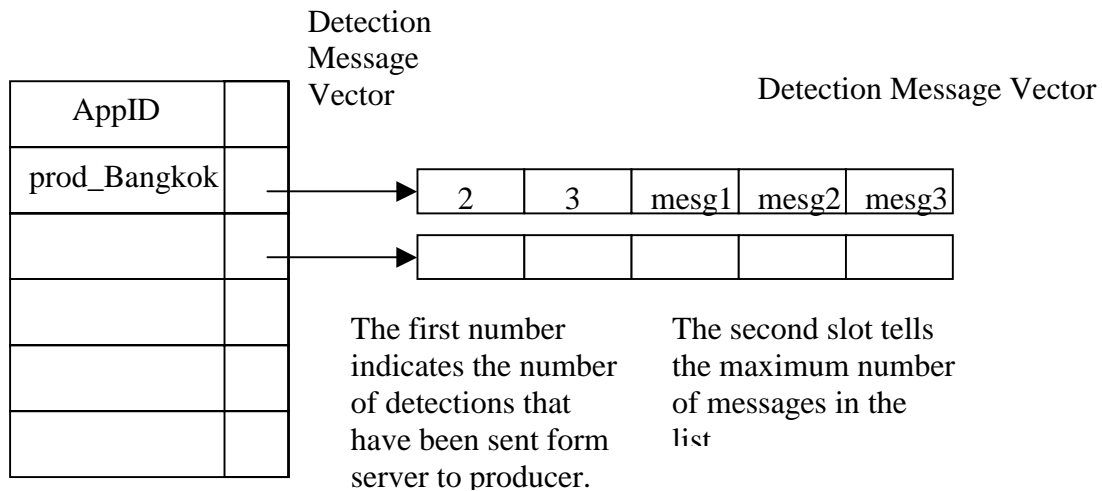 Detection
Message
Vector
Detection Message Vector
AppID
prod_Bangkok
2 3 mesg1 mesg2 mesg3
The first number
indicates the number
of detections that
have been sent form
server to producer.
The second slot tells
the maximum number
of messages in the
list